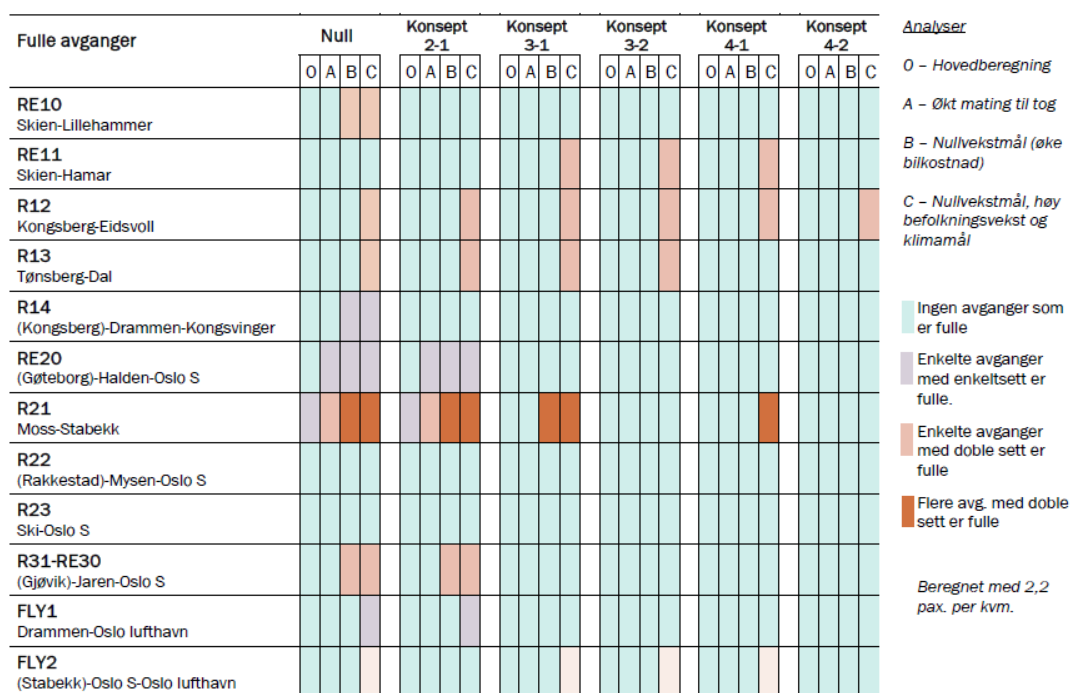 Fulle avganger
Null
Konsept
2-1
Konsept
3-1
Konsept
3-2
Konsept
4-1
Konsept
4-2
O A B C O A B C O A B C O A B C O A B C O A B C
RE10
Skien-Lillehammer
RE11
Skien-Hamar
R12
Kongsberg-Eidsvoll
R13
Tønsberg-Dal
R14
(Kongsberg)-Drammen-Kongsvinger
RE20
(Gøteborg)-Halden-Oslo S
R21
Moss-Stabekk
R22
(Rakkestad)-Mysen-Oslo S
R23
Ski-Oslo S
R31-RE30
(Gjøvik)-Jaren-Oslo S
FLY1
Drammen-Oslo lufthavn
FLY2
(Stabekk)-Oslo S-Oslo lufthavn
Analyser
O – Hovedberegning
A – Økt mating til tog
B – Nullvekstmål (øke
bilkostnad)
C – Nullvekstmål, høy
befolkningsvekst og
klimamål
Ingen avganger som
er fulle
Enkelte avganger
med enkeltsett er
fulle.
Enkelte avganger
med doble sett er
fulle
Flere avg. med doble
sett er fulle
Beregnet med 2,2
pax. per kvm.